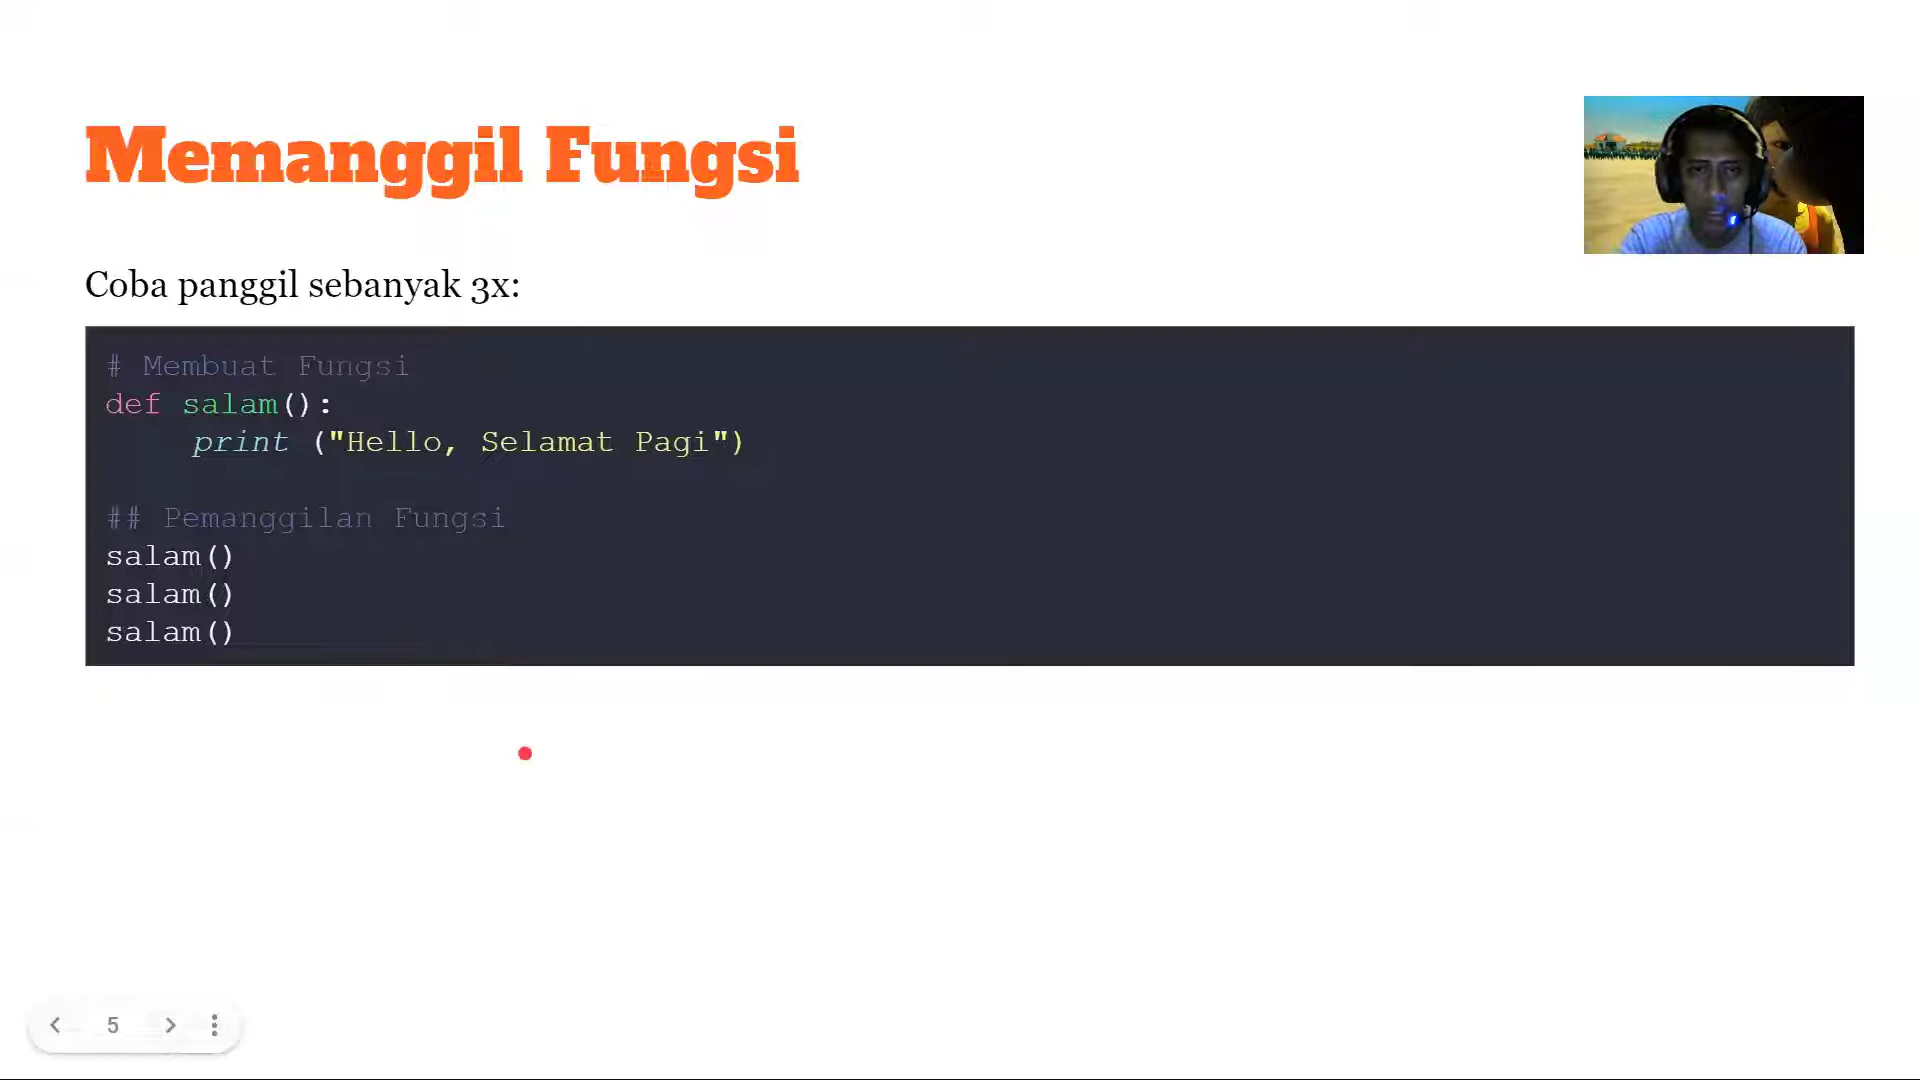 Memanggil Fungsi
Coba panggil sebanyak 3x:
# Membuat Fungsi
def salam():
print ("Hello, Selamat Pagi")
## Pemanggilan Fungsi
salam()
salam()
salam()
5